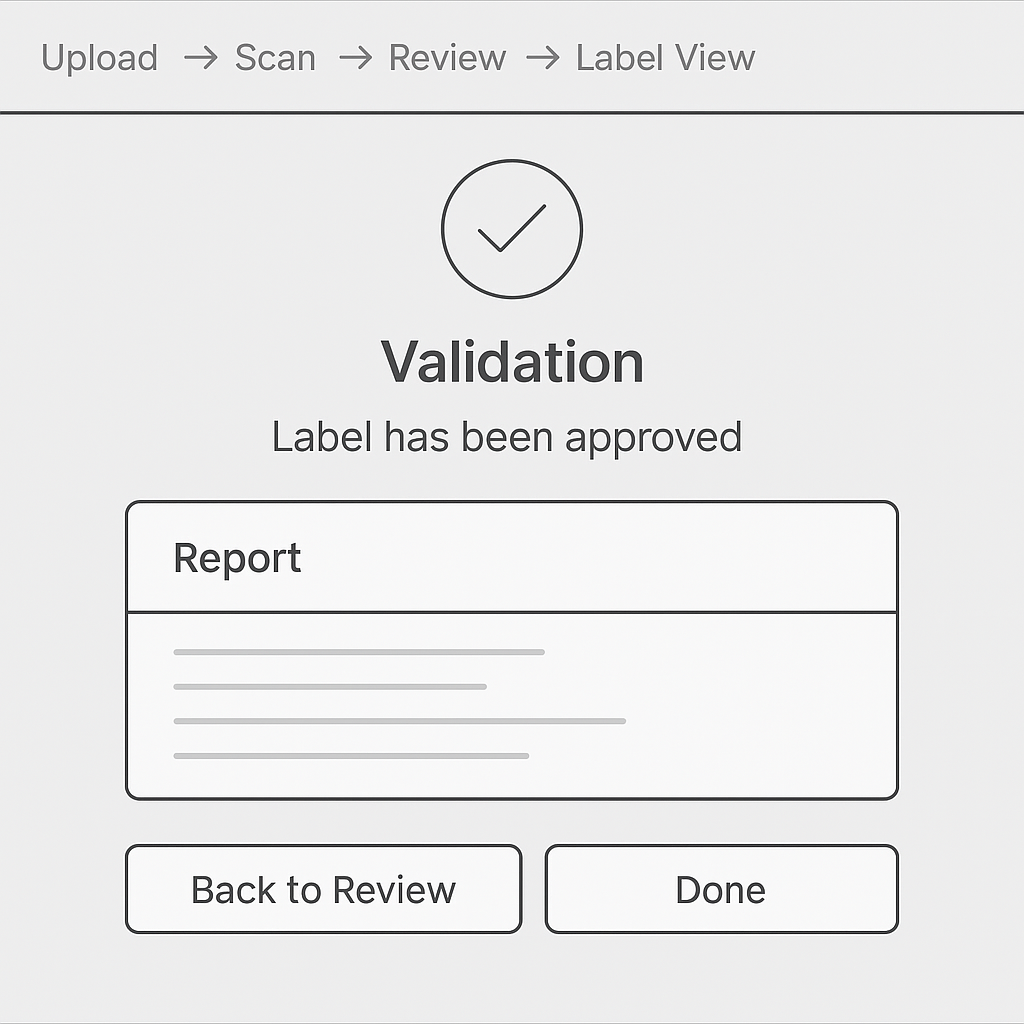 Upload → Scan → Review → Label View
Validation
Label has been approved
Report
Back to Review
Done